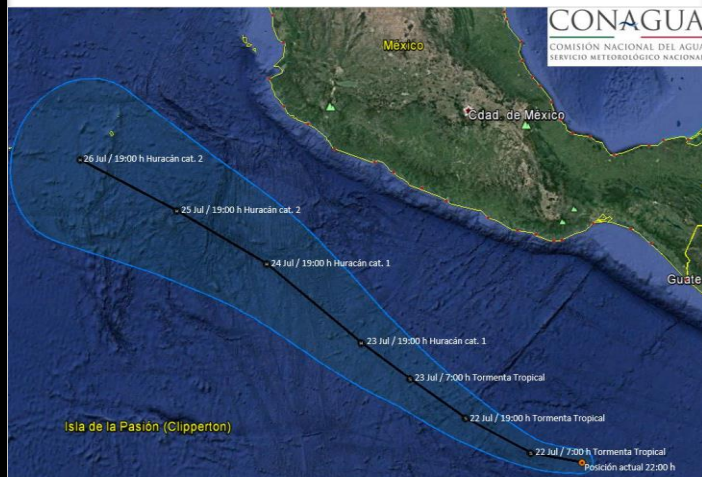 CONAGUA
COMISIÓN NACIONAL DEL AGUA
SERVICIO METEOROLÓGICO NACIONAL
México
Cdad. de México
26 Jul / 19:00 h Huracán cat. 2
25 Jul / 19:00 h Huracán cat. 2
24 Jul / 19:00 h Huracán cat. 1
Guate
23 Jul / 19:00 h Huracán cat. 1
23 Jul / 7:00 h Tormenta Tropical
22 Jul / 19:00 h Tormenta Tropical
Isla de la Pasión (Clipperton)
22 Jul / 7:00 h Tormenta Tropical
Posición actual 22:00 h